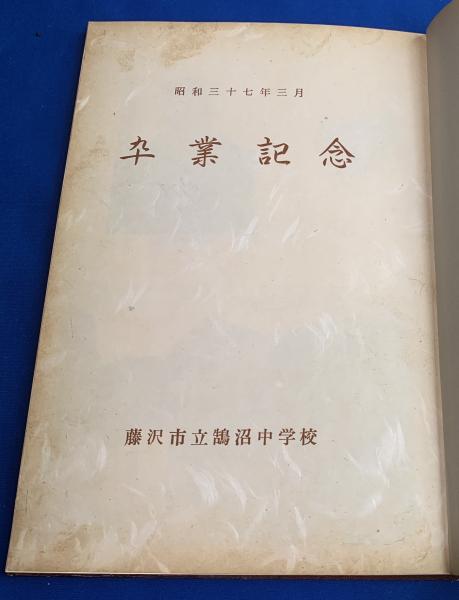 昭和三十七年三月
卒業記念
藤沢市立鵠沼中学校